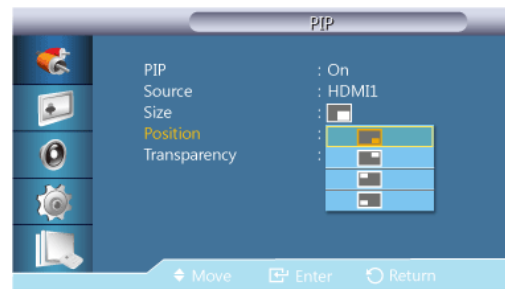 PIP
PIP : On
Source : HDMI1
Size :
Position :
Transparency :
Move Enter Return